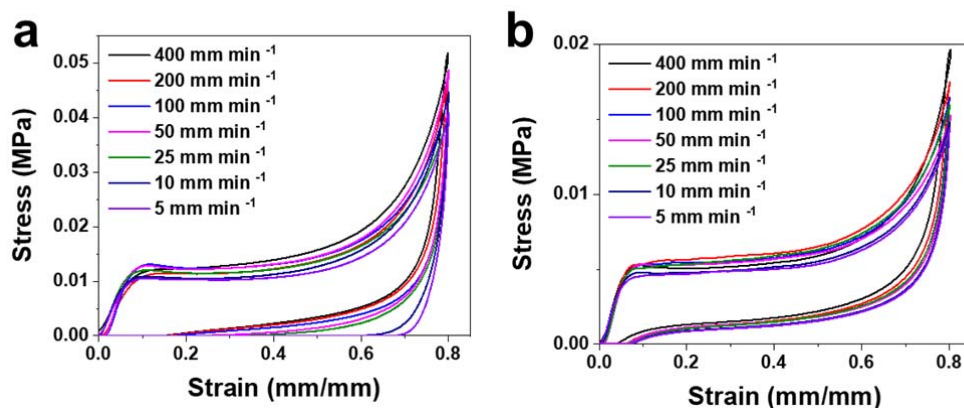 a
400 mm min -1
200 mm min -1
100 mm min -1
50 mm min -1
25 mm min -1
10 mm min -1
5 mm min -1
0.05
0.04
0.03
0.02
0.01
0.00
Stress (MPa)
0.0
0.2
0.4
0.6
0.8
Strain (mm/mm)
b
400 mm min -1
200 mm min -1
100 mm min -1
50 mm min -1
25 mm min -1
10 mm min -1
5 mm min -1
0.02
0.01
0.00
Stress (MPa)
0.0
0.2
0.4
0.6
0.8
Strain (mm/mm)